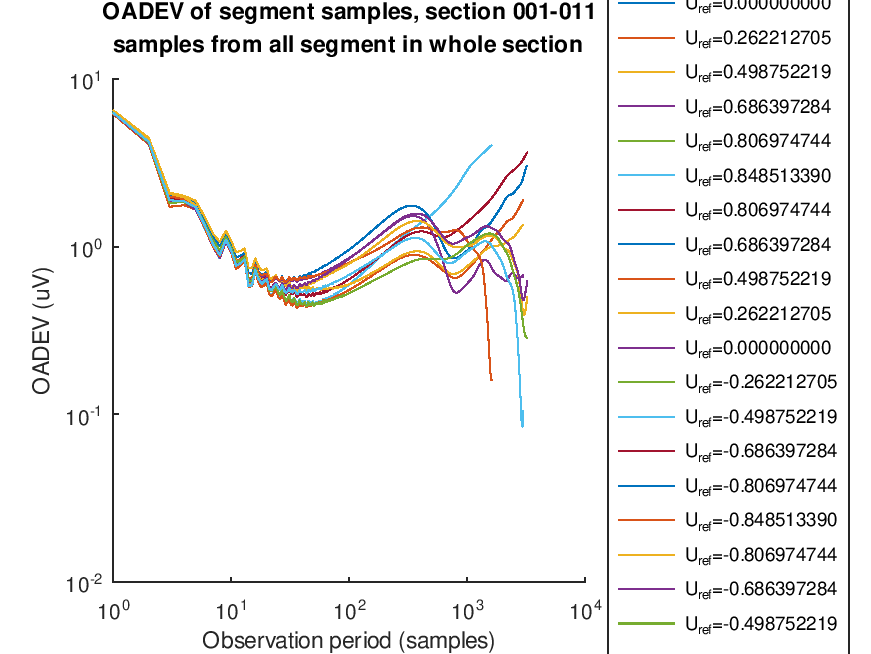 OADEV of segment samples, section 001-011
samples from all segment in whole section
10^1
10^0
10^-1
10^-2
OADEV (uV)
10^0 10^1 10^2 10^3 10^4
Observation period (samples)
U_ref=0.000000000
U_ref=0.262212705
U_ref=0.498752219
U_ref=0.686397284
U_ref=0.806974744
U_ref=0.848513390
U_ref=0.806974744
U_ref=0.686397284
U_ref=0.498752219
U_ref=0.262212705
U_ref=0.000000000
U_ref=-0.262212705
U_ref=-0.498752219
U_ref=-0.686397284
U_ref=-0.806974744
U_ref=-0.848513390
U_ref=-0.806974744
U_ref=-0.686397284
U_ref=-0.498752219